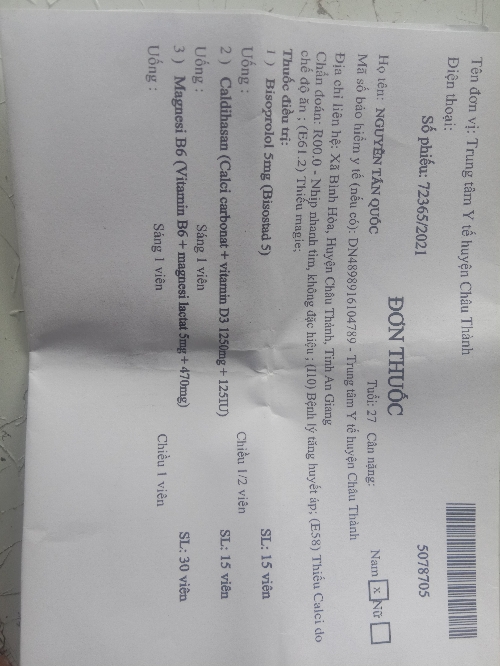 Tên đơn vị: Trung tâm Y tế huyện Châu Thành
Điện thoại:
Số phiếu: 72365/2021
5078705
ĐƠN THUỐC
Họ tên: NGUYỄN TẤN QUỐC Tuổi: 27 Cân nặng: Nam x Nữ
Mã số bảo hiểm y tế (nếu có): DN4898916104789 - Trung tâm Y tế huyện Châu Thành
Địa chỉ liên hệ: Xã Bình Hòa, Huyện Châu Thành, Tỉnh An Giang
Chẩn đoán: R00.0 - Nhịp nhanh tim, không đặc hiệu ; (I10) Bệnh lý tăng huyết áp; (E58) Thiếu Calci do
chế độ ăn ; (E61.2) Thiếu magie;
Thuốc điều trị:
1 ) Bisoprolol 5mg (Bisostad 5) SL: 15 viên
Uống : Chiều 1/2 viên
2 ) Caldihasan (Calci carbonat + vitamin D3 1250mg + 125IU) SL: 15 viên
Uống : Sáng 1 viên
3 ) Magnesi B6 (Vitamin B6 + magnesi lactat 5mg + 470mg) SL: 30 viên
Uống : Sáng 1 viên Chiều 1 viên